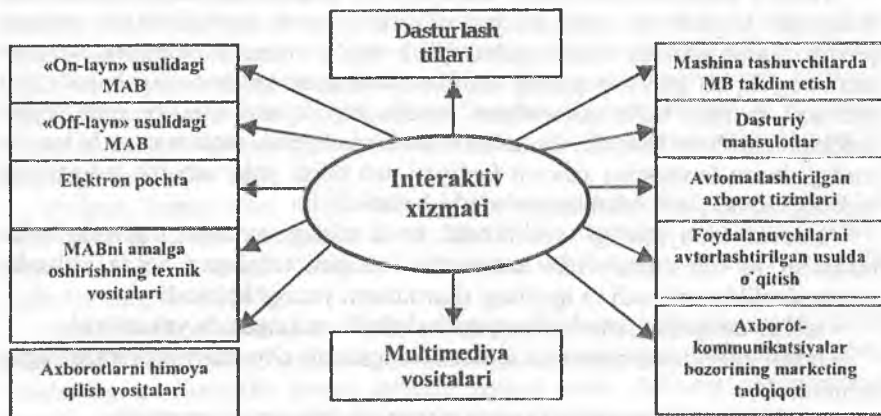 Dasturlash
tillari
«On-layn» usulidagi
MAB
«Off-layn» usulidagi
MAB
Elektron pochta
MABni amalga
oshirishning texnik
vositalari
Axborotlarni himoya
qilish vositalari
Interaktiv
xizmati
Multimediya
vositalari
Mashina tashuvchilarda
MB takdim etish
Dasturiy
mahsulotlar
Avtomatlashtirilgan
axborot tizimlari
Foydalanuvchilarni
avtorlashtirilgan usulda
o'qitish
Axborot-
kommunikatsiyalar
bozorining marketing
tadqiqoti